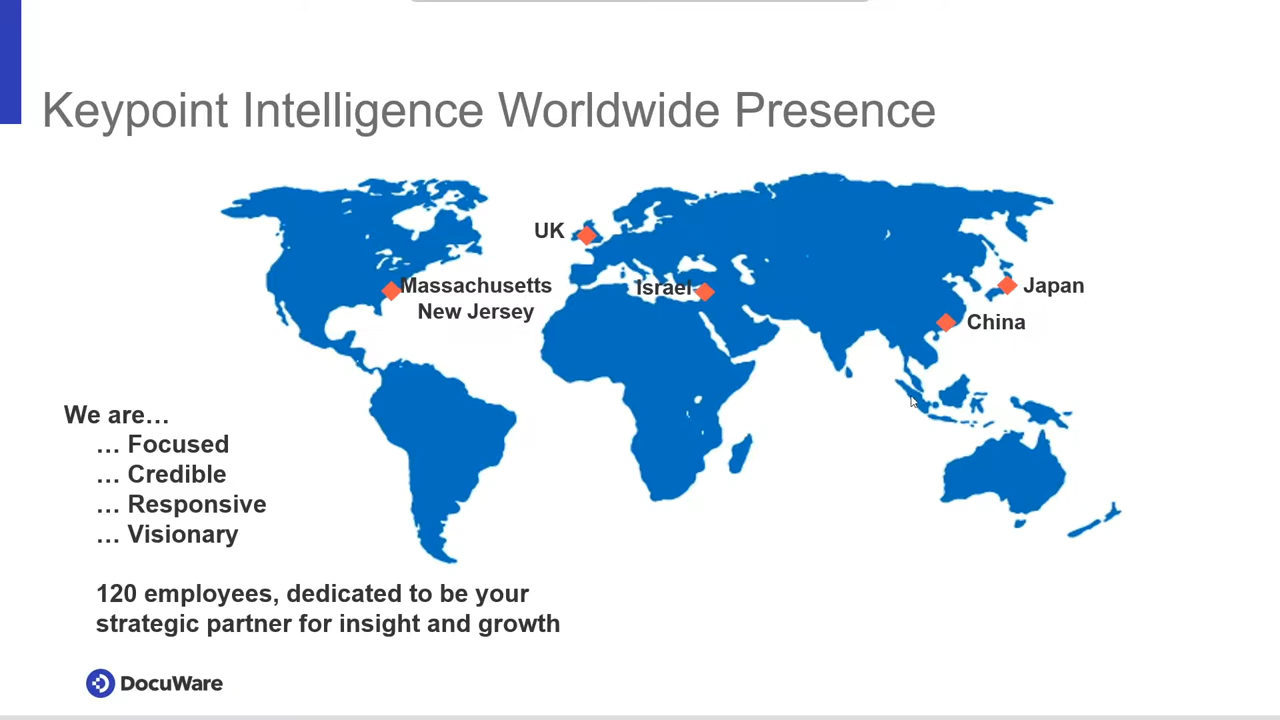 Keypoint Intelligence Worldwide Presence
UK
Massachusetts
New Jersey
Israel
Japan
China
We are…
… Focused
… Credible
… Responsive
… Visionary
120 employees, dedicated to be your
strategic partner for insight and growth
DocuWare